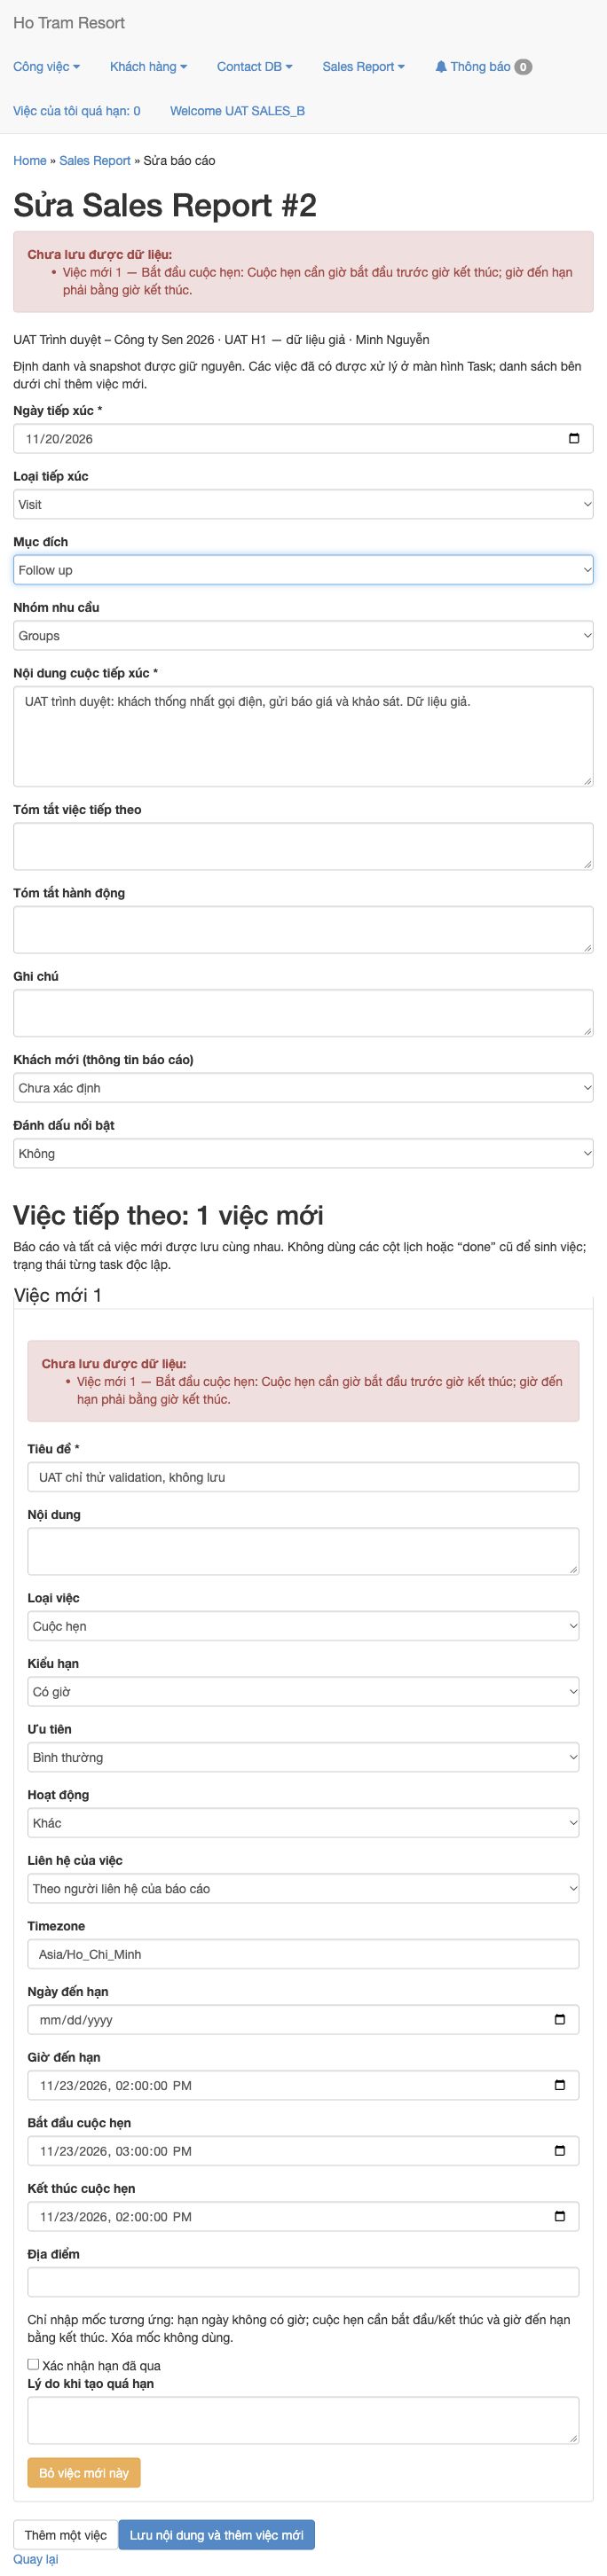 Ho Tram Resort
Công việc
Khách hàng
Contact DB
Sales Report
Thông báo 0
Việc của tôi quá hạn: 0
Welcome UAT SALES_B
Home » Sales Report » Sửa báo cáo
Sửa Sales Report #2
Chưa lưu được dữ liệu:
• Việc mới 1 — Bắt đầu cuộc hẹn: Cuộc hẹn cần giờ bắt đầu trước giờ kết thúc; giờ đến hạn
phải bằng giờ kết thúc.
UAT Trình duyệt – Công ty Sen 2026 · UAT H1 — dữ liệu giả · Minh Nguyễn
Định danh và snapshot được giữ nguyên. Các việc đã có được xử lý ở màn hình Task; danh sách bên
dưới chỉ thêm việc mới.
Ngày tiếp xúc *
11/20/2026
Loại tiếp xúc
Visit
Mục đích
Follow up
Nhóm nhu cầu
Groups
Nội dung cuộc tiếp xúc *
UAT trình duyệt: khách thống nhất gọi điện, gửi báo giá và khảo sát. Dữ liệu giả.
Tóm tắt việc tiếp theo
Tóm tắt hành động
Ghi chú
Khách mới (thông tin báo cáo)
Chưa xác định
Đánh dấu nổi bật
Không
Việc tiếp theo: 1 việc mới
Báo cáo và tất cả việc mới được lưu cùng nhau. Không dùng các cột lịch hoặc “done” cũ để sinh việc;
trạng thái từng task độc lập.
Việc mới 1
Chưa lưu được dữ liệu:
• Việc mới 1 — Bắt đầu cuộc hẹn: Cuộc hẹn cần giờ bắt đầu trước giờ kết thúc; giờ đến
hạn phải bằng giờ kết thúc.
Tiêu đề *
UAT chỉ thử validation, không lưu
Nội dung
Loại việc
Cuộc hẹn
Kiểu hạn
Có giờ
Ưu tiên
Bình thường
Hoạt động
Khác
Liên hệ của việc
Theo người liên hệ của báo cáo
Timezone
Asia/Ho_Chi_Minh
Ngày đến hạn
mm/dd/yyyy
Giờ đến hạn
11/23/2026, 02:00:00 PM
Bắt đầu cuộc hẹn
11/23/2026, 03:00:00 PM
Kết thúc cuộc hẹn
11/23/2026, 02:00:00 PM
Địa điểm
Chỉ nhập mốc tương ứng: hạn ngày không có giờ; cuộc hẹn cần bắt đầu/kết thúc và giờ đến hạn
bằng kết thúc. Xóa mốc không dùng.
Xác nhận hạn đã qua
Lý do khi tạo quá hạn
Bỏ việc mới này
Thêm một việc
Lưu nội dung và thêm việc mới
Quay lại